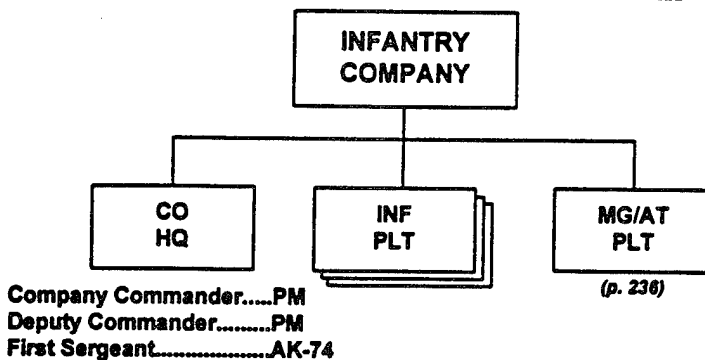 INFANTRY
COMPANY
CO
HQ
INF
PLT
MG/AT
PLT
(p. 236)
Company Commander.....PM
Deputy Commander.........PM
First Sergeant....................AK-74